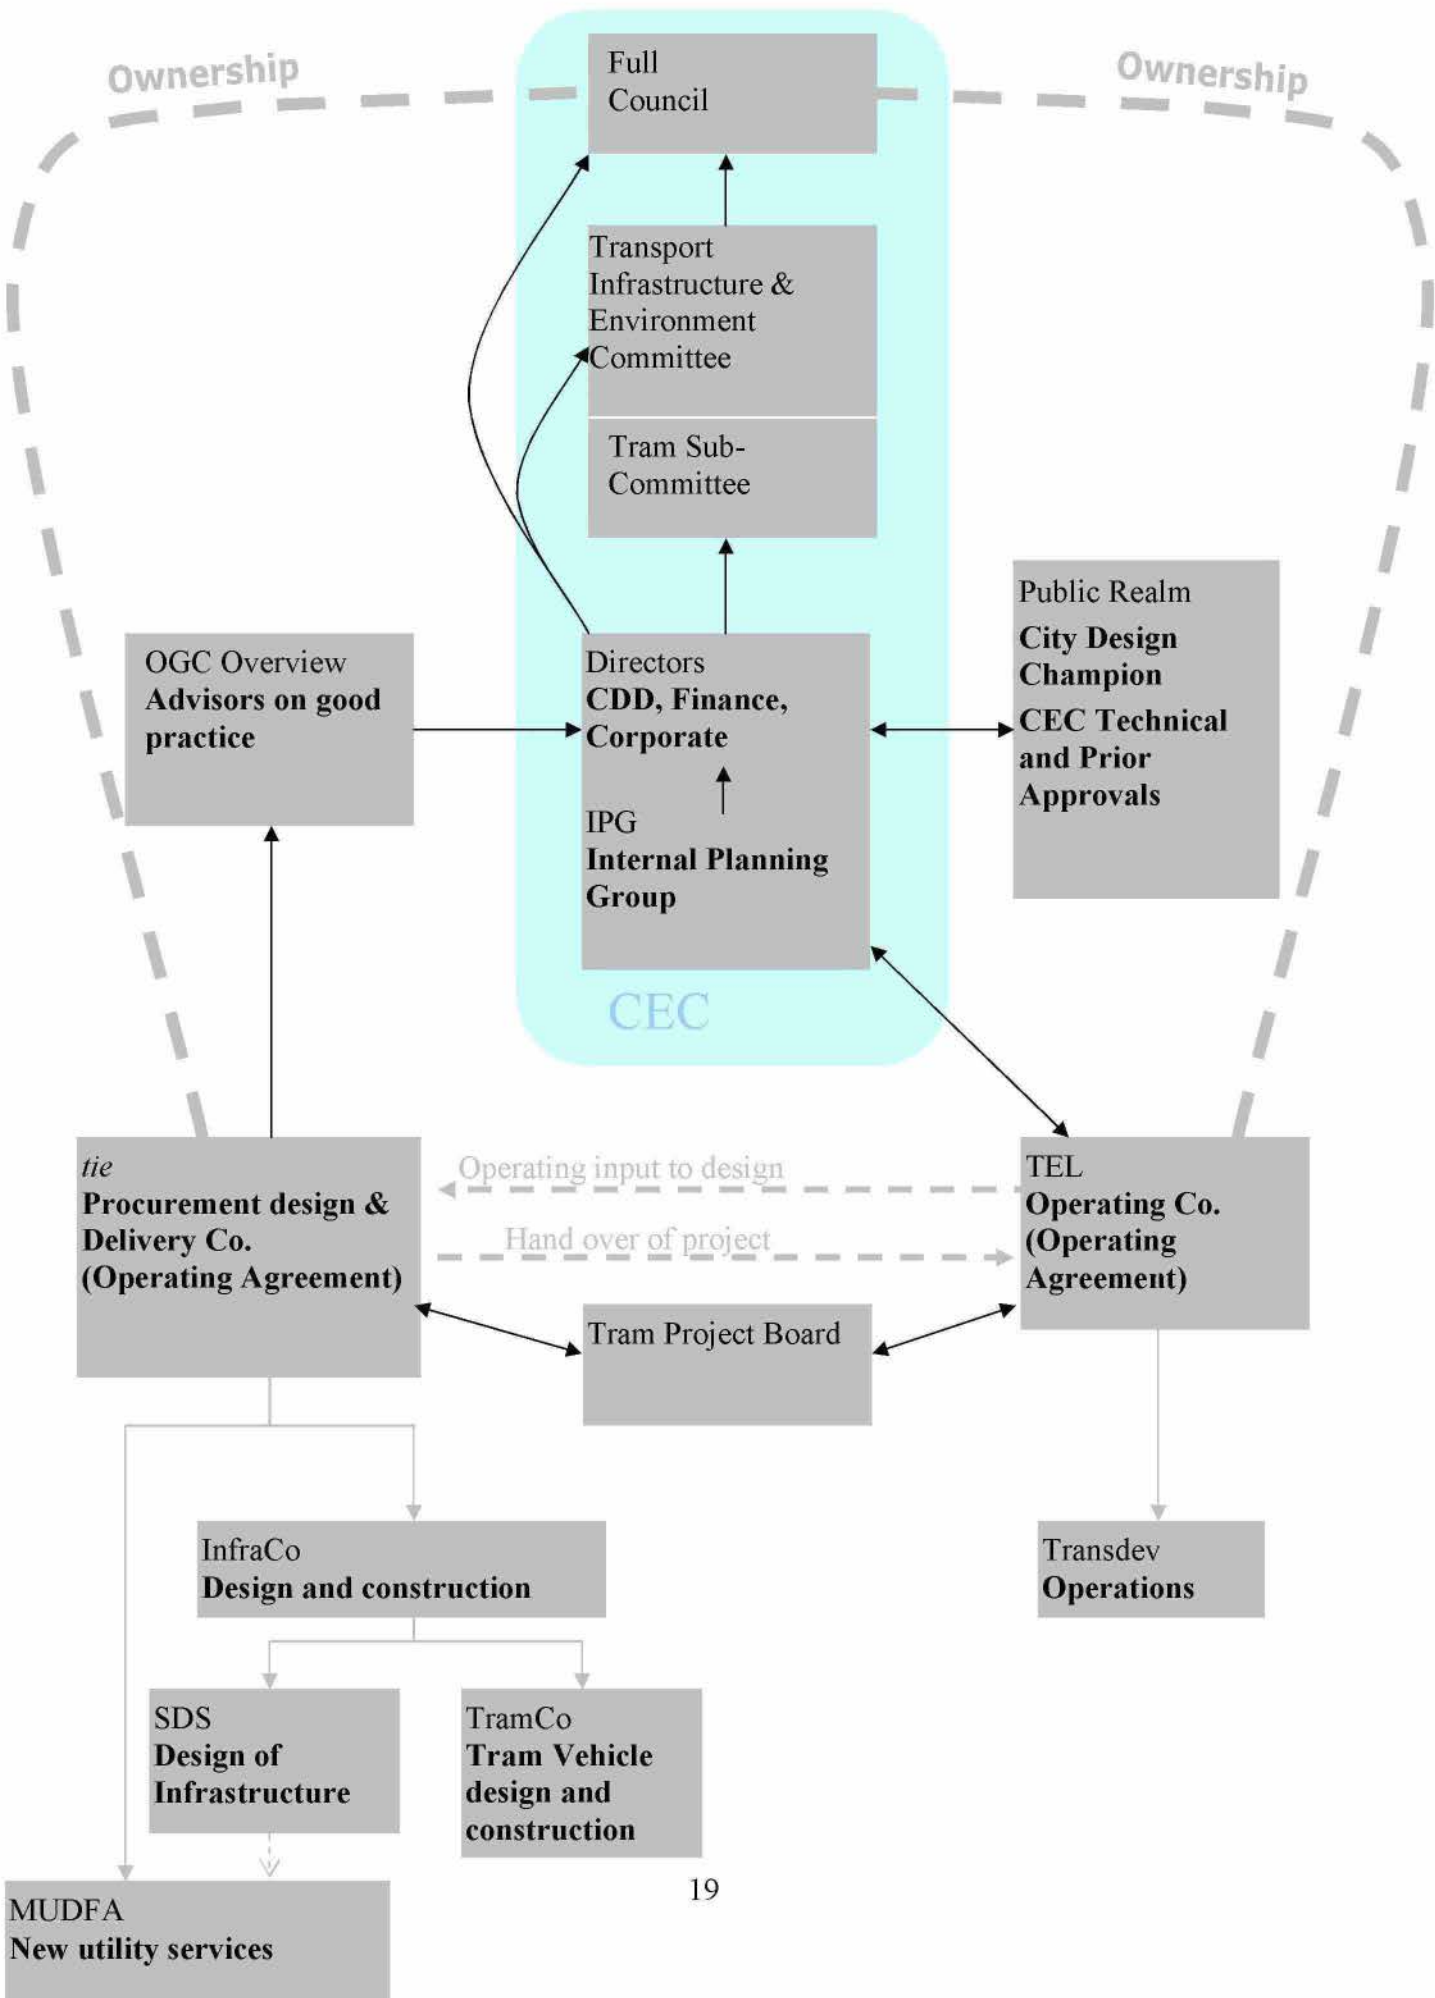 Ownership
Ownership
Full
Council
Transport
Infrastructure &
Environment
Committee
Tram Sub-
Committee
OGC Overview
Advisors on good
practice
Directors
CDD, Finance,
Corporate
IPG
Internal Planning
Group
Public Realm
City Design
Champion
CEC Technical
and Prior
Approvals
CEC
tie
Procurement design &
Delivery Co.
(Operating Agreement)
Operating input to design
Hand over of project
TEL
Operating Co.
(Operating
Agreement)
Tram Project Board
InfraCo
Design and construction
Transdev
Operations
SDS
Design of
Infrastructure
TramCo
Tram Vehicle
design and
construction
MUDFA
New utility services
19